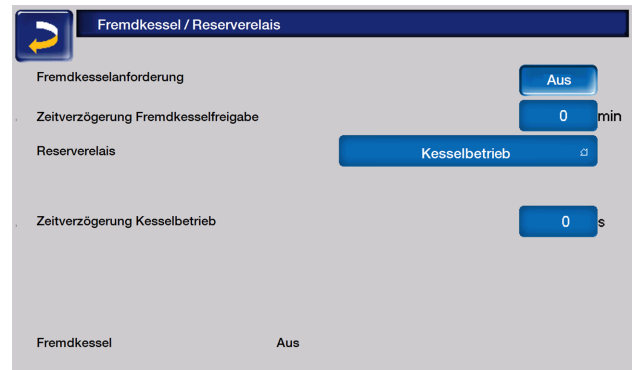 Fremdkessel / Reserverelais
Fremdkesselanforderung Aus
Zeitverzögerung Fremdkesselfreigabe 0 min
Reserverelais Kesselbetrieb
Zeitverzögerung Kesselbetrieb 0 s
Fremdkessel Aus